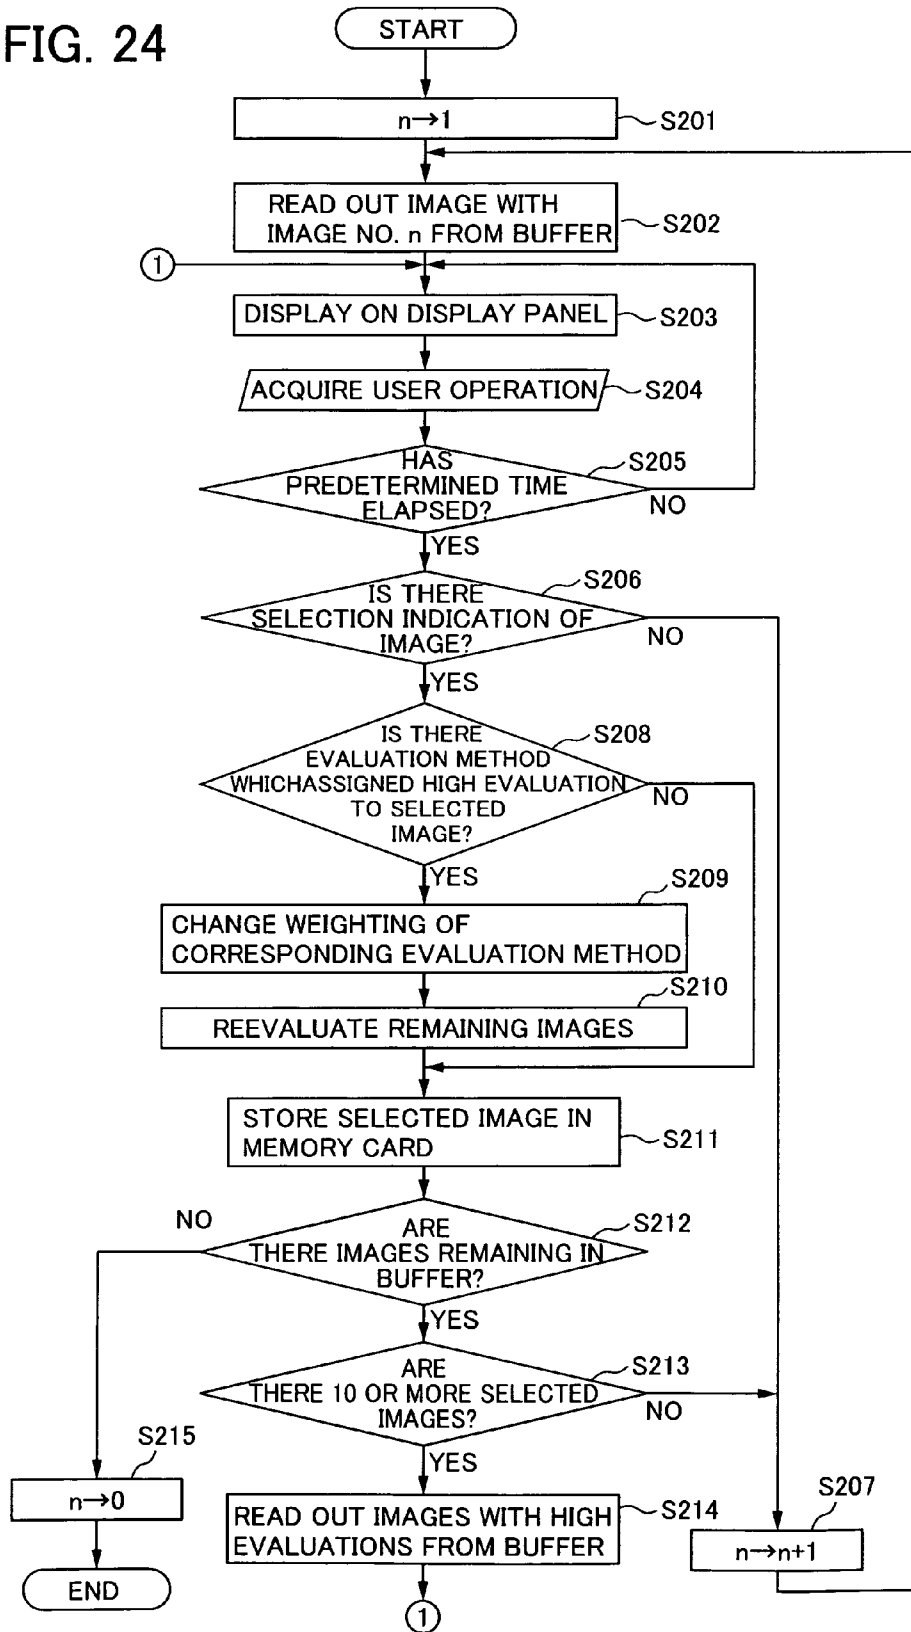 FIG. 24
START
n→1
S201
READ OUT IMAGE WITH
IMAGE NO. n FROM BUFFER
S202
1
DISPLAY ON DISPLAY PANEL
S203
ACQUIRE USER OPERATION
S204
HAS
PREDETERMINED TIME
ELAPSED?
S205
NO
YES
IS THERE
SELECTION INDICATION OF
IMAGE?
S206
NO
YES
IS THERE
EVALUATION METHOD
WHICHASSIGNED HIGH EVALUATION
TO SELECTED
IMAGE?
S208
NO
YES
S209
CHANGE WEIGHTING OF
CORRESPONDING EVALUATION METHOD
S210
REEVALUATE REMAINING IMAGES
STORE SELECTED IMAGE IN
MEMORY CARD
S211
NO
ARE
THERE IMAGES REMAINING IN
BUFFER?
S212
YES
ARE
THERE 10 OR MORE SELECTED
IMAGES?
S213
NO
YES
S215
n→0
END
READ OUT IMAGES WITH HIGH
EVALUATIONS FROM BUFFER
S214
S207
n→n+1
1